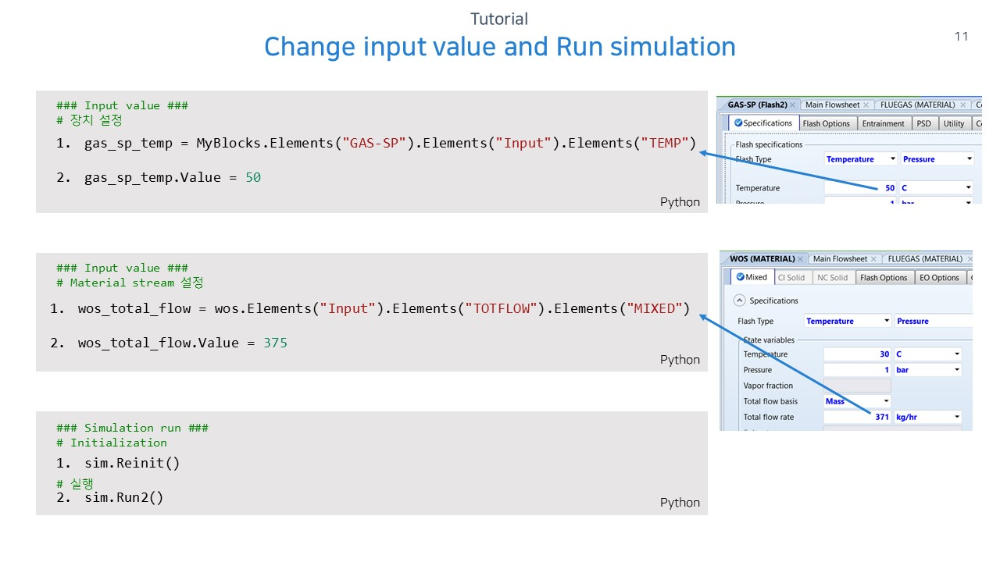 Tutorial
Change input value and Run simulation
11
### Input value ###
# 장치 설정
1. gas_sp_temp = MyBlocks.Elements("GAS-SP").Elements("Input").Elements("TEMP")
2. gas_sp_temp.Value = 50
Python
GAS-SP (Flash2) Main Flowsheet FLUEGAS (MATERIAL)
Specifications Flash Options Entrainment PSD Utility
Flash specifications
Flash Type Temperature Pressure
Temperature 50 C
Pressure 1 bar
### Input value ###
# Material stream 설정
1. wos_total_flow = wos.Elements("Input").Elements("TOTFLOW").Elements("MIXED")
2. wos_total_flow.Value = 375
Python
WOS (MATERIAL) Main Flowsheet FLUEGAS (MATERIAL)
Mixed CI Solid NC Solid Flash Options EO Options
Specifications
Flash Type Temperature Pressure
State variables
Temperature 30 C
Pressure 1 bar
Vapor fraction
Total flow basis Mass
Total flow rate 371 kg/hr
### Simulation run ###
# Initialization
1. sim.Reinit()
# 실행
2. sim.Run2()
Python